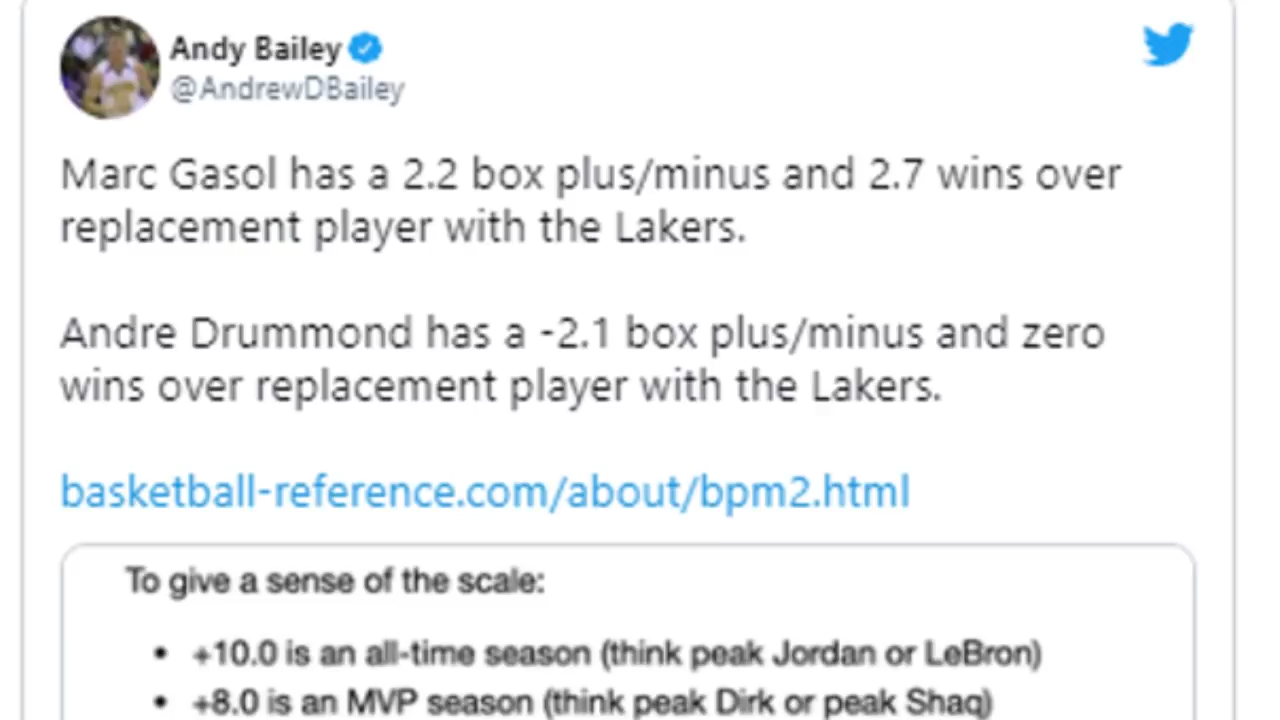 Andy Bailey
@AndrewDBailey
Marc Gasol has a 2.2 box plus/minus and 2.7 wins over
replacement player with the Lakers.
Andre Drummond has a -2.1 box plus/minus and zero
wins over replacement player with the Lakers.
basketball-reference.com/about/bpm2.html
To give a sense of the scale:
• +10.0 is an all-time season (think peak Jordan or LeBron)
• +8.0 is an MVP season (think peak Dirk or peak Shaq)